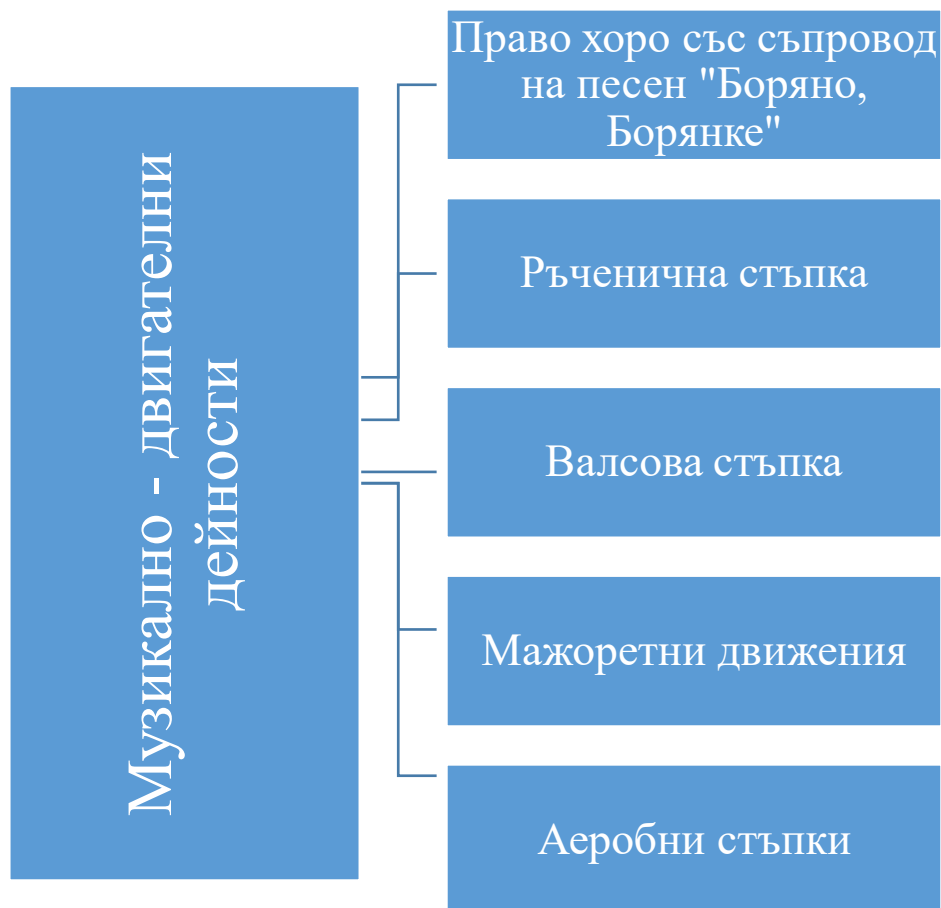 Музикално - двигателни
дейности
Право хоро със съпровод
на песен "Боряно,
Борянке"
Ръченична стъпка
Валсова стъпка
Мажоретни движения
Аеробни стъпки